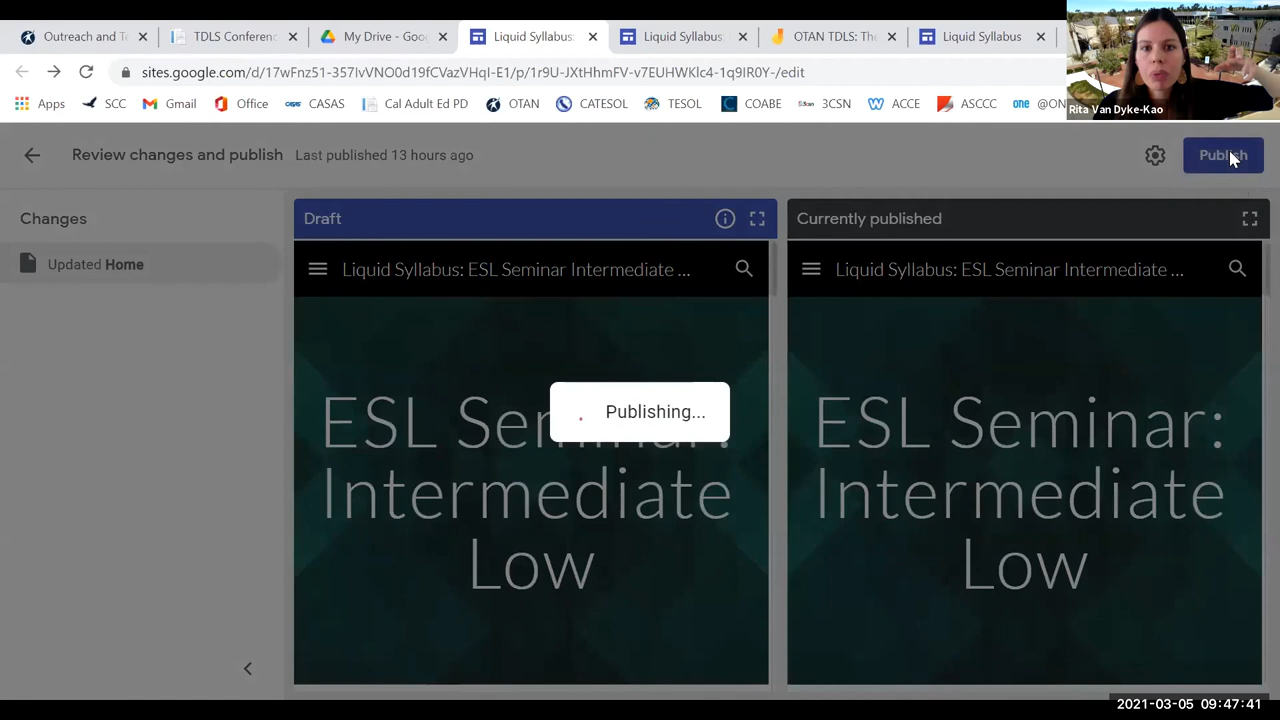 Outreach and Te
TDLS Conferenc
My Drive - Goog
Liquid Syllabus:
Liquid Syllabus
OTAN TDLS: The
Liquid Syllabus
sites.google.com/d/17wFnz51-357IvVNO0d19fCVazVHqI-E1/p/1r9U-JXtHhmFV-v7EUHWKlc4-1q9IR0Y-/edit
Apps
SCC
Gmail
Office
CASAS
Cal Adult Ed PD
OTAN
CATESOL
TESOL
COABE
3CSN
ACCE
ASCCC
@ON
Rita Van Dyke-Kao
Review changes and publish
Last published 13 hours ago
Publish
Changes
Updated Home
Draft
Currently published
Liquid Syllabus: ESL Seminar Intermediate ...
Liquid Syllabus: ESL Seminar Intermediate ...
ESL Seminar:
Intermediate
Low
ESL Seminar:
Intermediate
Low
Publishing...
2021-03-05 09:47:41